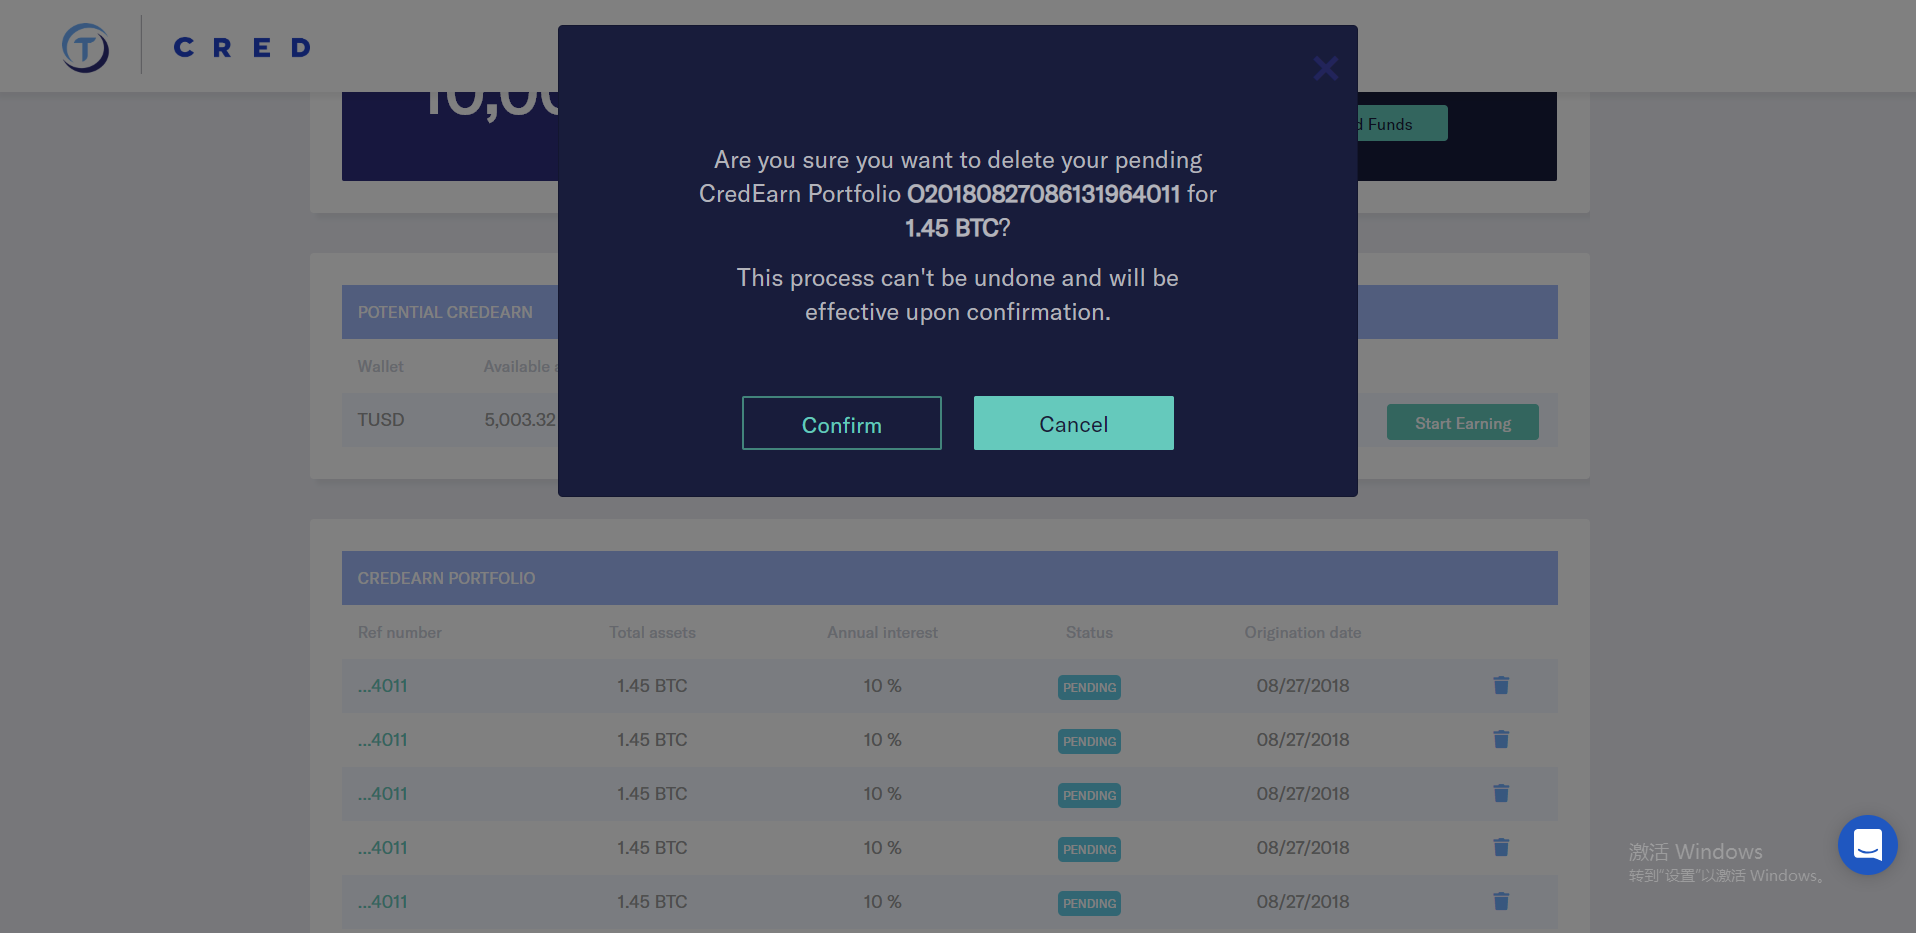 T
CRED
10,00
d Funds
Are you sure you want to delete your pending
CredEarn Portfolio O20180827086131964011 for
1.45 BTC?
This process can't be undone and will be
effective upon confirmation.
Confirm
Cancel
POTENTIAL CREDEARN
Wallet Available a
TUSD 5,003.32
Start Earning
CREDEARN PORTFOLIO
Ref number Total assets Annual interest Status Origination date
...4011 1.45 BTC 10 % PENDING 08/27/2018
...4011 1.45 BTC 10 % PENDING 08/27/2018
...4011 1.45 BTC 10 % PENDING 08/27/2018
...4011 1.45 BTC 10 % PENDING 08/27/2018
...4011 1.45 BTC 10 % PENDING 08/27/2018
激活 Windows
转到“设置”以激活 Windows。